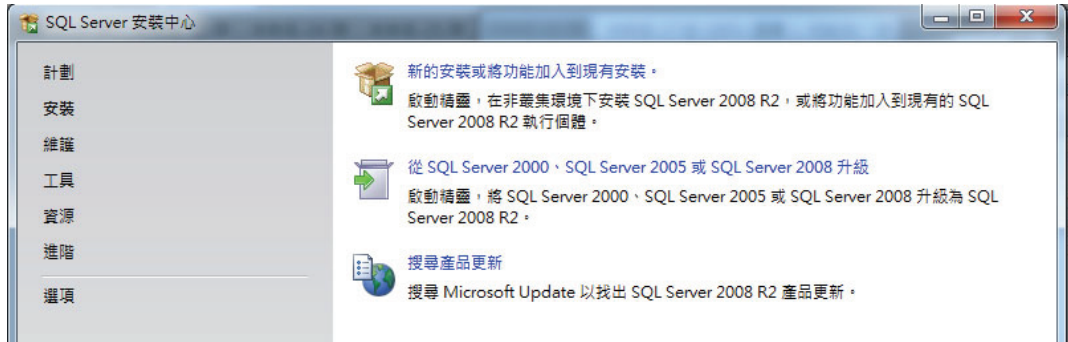 SQL Server 安裝中心
計劃
安裝
維護
工具
資源
進階
選項
新的安裝或將功能加入到現有安裝。
啟動精靈，在非叢集環境下安裝 SQL Server 2008 R2，或將功能加入到現有的 SQL
Server 2008 R2 執行個體。
從 SQL Server 2000、SQL Server 2005 或 SQL Server 2008 升級
啟動精靈，將 SQL Server 2000、SQL Server 2005 或 SQL Server 2008 升級為 SQL
Server 2008 R2。
搜尋產品更新
搜尋 Microsoft Update 以找出 SQL Server 2008 R2 產品更新。